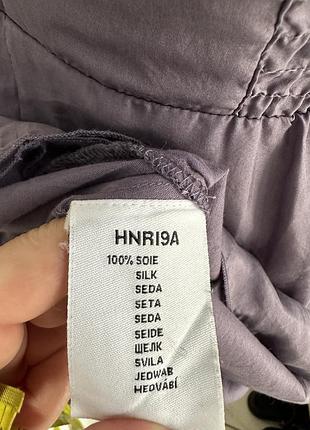 HNRI9A
100% SOIE
SILK
SEDA
SETA
SEDA
SEIDE
ШЕЛК
SVILA
JEDWAB
HEDVÁBÍ